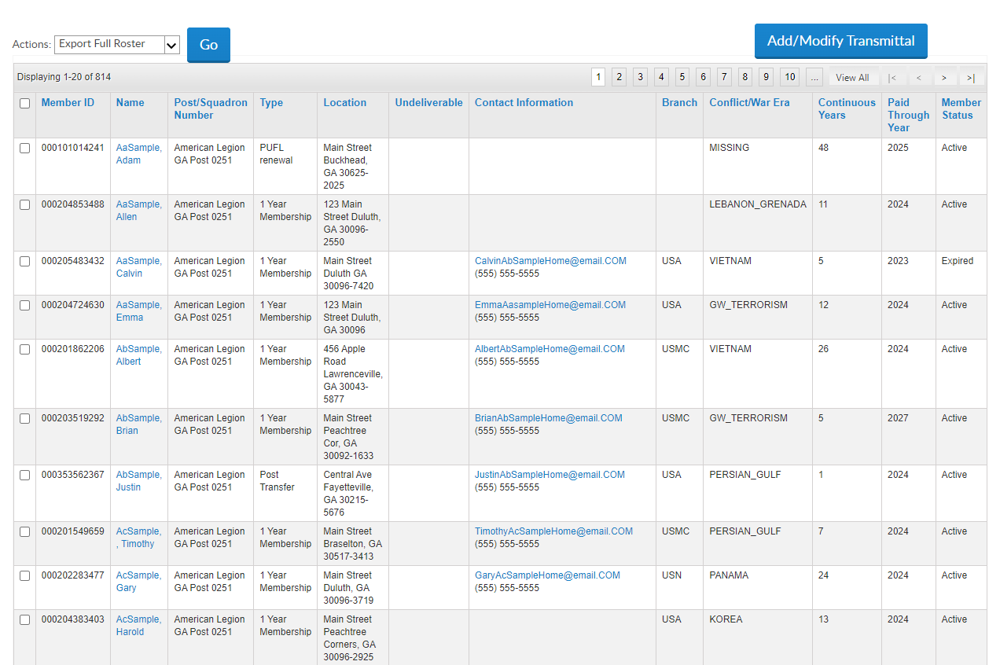 Actions: Export Full Roster Go Add/Modify Transmittal
Displaying 1-20 of 814 1 2 3 4 5 6 7 8 9 10 ... View All |< < > >|
Member ID Name Post/Squadron Number Type Location Undeliverable Contact Information Branch Conflict/War Era Continuous Years Paid Through Year Member Status
000101014241 AaSample, Adam American Legion GA Post 0251 PUFL renewal Main Street Buckhead, GA 30625-2025 MISSING 48 2025 Active
000204853488 AaSample, Allen American Legion GA Post 0251 1 Year Membership 123 Main Street Duluth, GA 30096-2550 LEBANON_GRENADA 11 2024 Active
000205483432 AaSample, Calvin American Legion GA Post 0251 1 Year Membership Main Street Duluth GA 30096-7420 CalvinAbSampleHome@email.COM (555) 555-5555 USA VIETNAM 5 2023 Expired
000204724630 AaSample, Emma American Legion GA Post 0251 1 Year Membership 123 Main Street Duluth, GA 30096 EmmaAasampleHome@email.COM (555) 555-5555 USA GW_TERRORISM 12 2024 Active
000201862206 AbSample, Albert American Legion GA Post 0251 1 Year Membership 456 Apple Road Lawrenceville, GA 30043-5877 AlbertAbSampleHome@email.COM (555) 555-5555 USMC VIETNAM 26 2024 Active
000203519292 AbSample, Brian American Legion GA Post 0251 1 Year Membership Main Street Peachtree Cor, GA 30092-1633 BrianAbSampleHome@email.COM (555) 555-5555 USMC GW_TERRORISM 5 2027 Active
000353562367 AbSample, Justin American Legion GA Post 0251 Post Transfer Central Ave Fayetteville, GA 30215-5676 JustinAbSampleHome@email.COM (555) 555-5555 USA PERSIAN_GULF 1 2024 Active
000201549659 AcSample, , Timothy American Legion GA Post 0251 1 Year Membership Main Street Braselton, GA 30517-3413 TimothyAcSampleHome@email.COM (555) 555-5555 USMC PERSIAN_GULF 7 2024 Active
000202283477 AcSample, Gary American Legion GA Post 0251 1 Year Membership Main Street Duluth, GA 30096-3719 GaryAcSampleHome@email.COM (555) 555-5555 USN PANAMA 24 2024 Active
000204383403 AcSample, Harold American Legion GA Post 0251 1 Year Membership Main Street Peachtree Corners, GA 30096-2925 USA KOREA 13 2024 Active